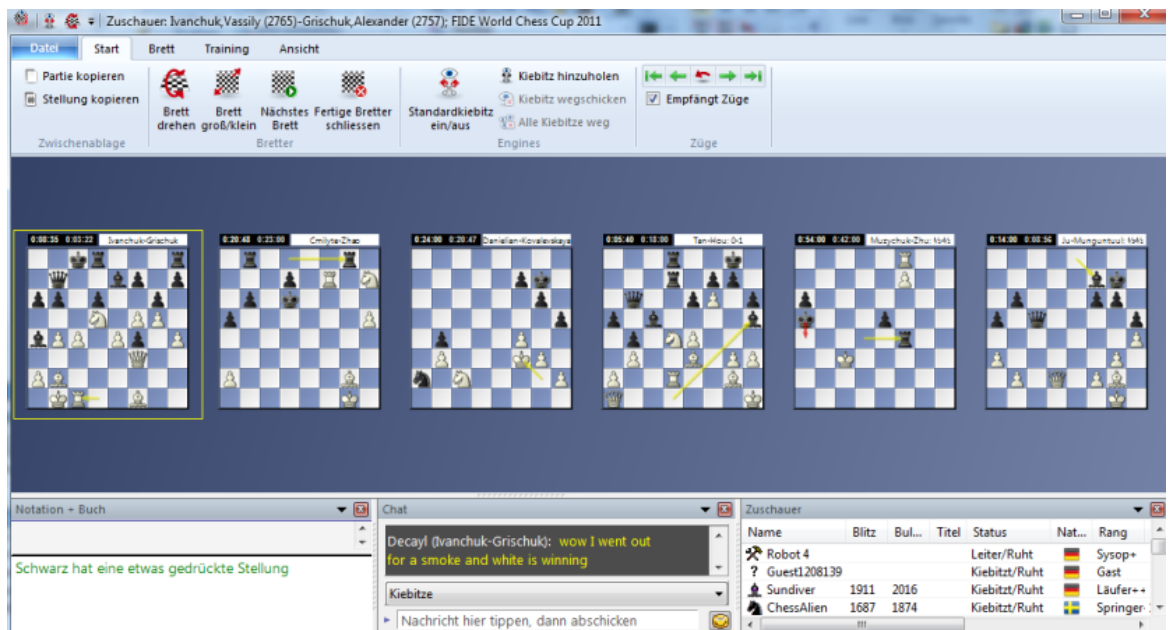 Zuschauer: Ivanchuk,Vassily (2765)-Grischuk,Alexander (2757); FIDE World Chess Cup 2011
Datei Start Brett Training Ansicht
Partie kopieren
Stellung kopieren
Zwischenablage
Brett drehen
Brett groß/klein
Nächstes Brett
Fertige Bretter schliessen
Bretter
Standardkiebitz ein/aus
Kiebitz hinzuholen
Kiebitz wegschicken
Alle Kiebitze weg
Engines
Empfängt Züge
Züge
0:08:35 0:03:22 Ivanchuk-Grischuk
0:20:48 0:23:00 Cmilyte-Zhao
0:24:00 0:20:47 Danielian-Kovalevskaya
0:05:40 0:18:00 Tan-Hou: 0-1
0:54:00 0:42:00 Muzychuk-Zhu: ½-½
0:14:00 0:08:56 Ju-Munguntuul: ½-½
Notation + Buch
Schwarz hat eine etwas gedrückte Stellung
Chat
Decayl (Ivanchuk-Grischuk): wow I went out
for a smoke and white is winning
Kiebitze
Nachricht hier tippen, dann abschicken
Zuschauer
Name Blitz Bul... Titel Status Nat... Rang
Robot 4 Leiter/Ruht Sysop+
? Guest1208139 Kiebitzt/Ruht Gast
Sundiver 1911 2016 Kiebitzt/Ruht Läufer++
ChessAlien 1687 1874 Kiebitzt/Ruht Springer